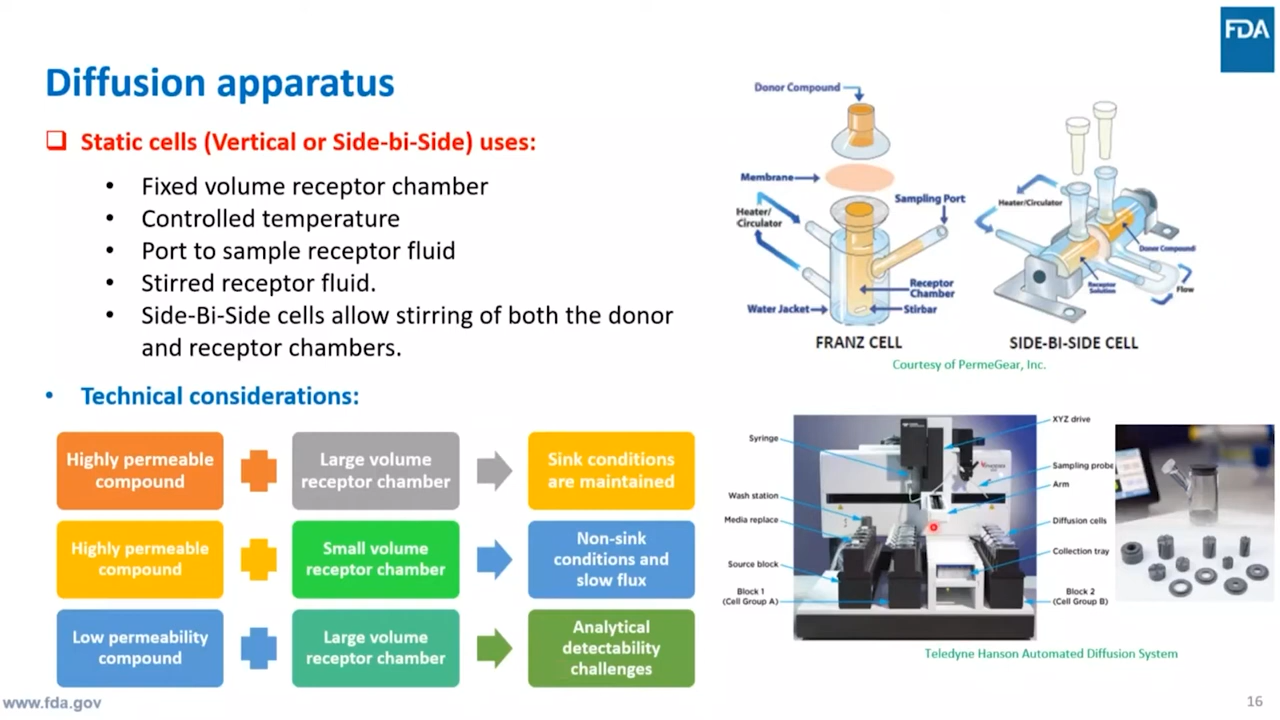 FDA
Diffusion apparatus
❑ Static cells (Vertical or Side-bi-Side) uses:
• Fixed volume receptor chamber
• Controlled temperature
• Port to sample receptor fluid
• Stirred receptor fluid.
• Side-Bi-Side cells allow stirring of both the donor
and receptor chambers.
• Technical considerations:
Highly permeable
compound
Large volume
receptor chamber
Sink conditions
are maintained
Highly permeable
compound
Small volume
receptor chamber
Non-sink
conditions and
slow flux
Low permeability
compound
Large volume
receptor chamber
Analytical
detectability
challenges
Donor Compound
Membrane
Heater/
Circulator
Sampling Port
Receptor
Chamber
Water Jacket
Stirbar
FRANZ CELL
Heater/Circulator
Donor Compound
Receptor
Solution
Flow
SIDE-BI-SIDE CELL
Courtesy of PermeGear, Inc.
Syringe
Wash station
Media replace
Source block
Block 1
(Cell Group A)
XYZ drive
Sampling probe
Arm
Diffusion cells
Collection tray
Block 2
(Cell Group B)
Teledyne Hanson Automated Diffusion System
www.fda.gov
16